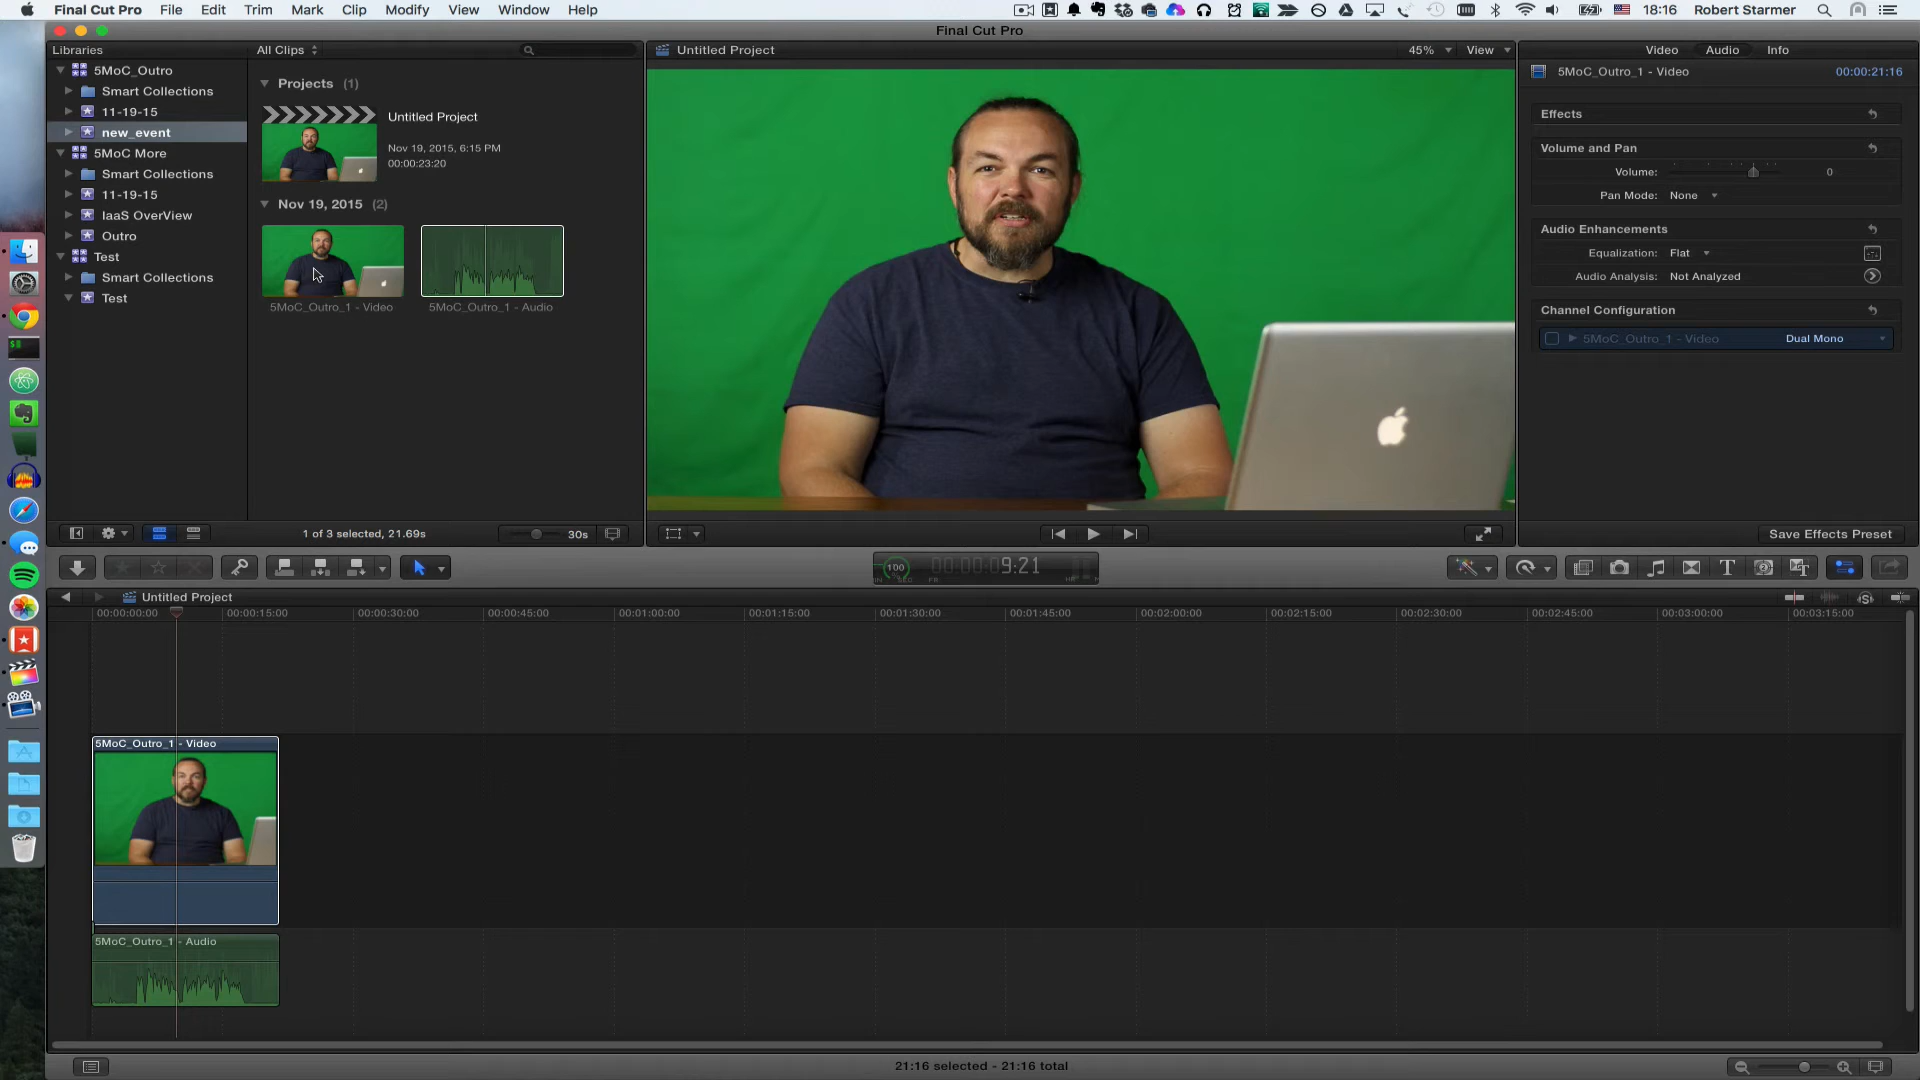 Final Cut Pro File Edit Trim Mark Clip Modify View Window Help 18:16 Robert Starmer
Final Cut Pro
Libraries All Clips Untitled Project 45% View Video Audio Info
5MoC_Outro
Smart Collections
11-19-15
new_event
5MoC More
Smart Collections
11-19-15
IaaS OverView
Outro
Test
Smart Collections
Test
Projects (1)
Untitled Project
Nov 19, 2015, 6:15 PM
00:00:23:20
Nov 19, 2015 (2)
5MoC_Outro_1 - Video 5MoC_Outro_1 - Audio
5MoC_Outro_1 - Video 00:00:21:16
Effects
Volume and Pan
Volume: 0
Pan Mode: None
Audio Enhancements
Equalization: Flat
Audio Analysis: Not Analyzed
Channel Configuration
5MoC_Outro_1 - Video Dual Mono
1 of 3 selected, 21.69s 30s Save Effects Preset
100 00:00:09:21
Untitled Project
00:00:00:00 00:00:15:00 00:00:30:00 00:00:45:00 00:01:00:00 00:01:15:00 00:01:30:00 00:01:45:00 00:02:00:00 00:02:15:00 00:02:30:00 00:02:45:00 00:03:00:00 00:03:15:00
5MoC_Outro_1 - Video
5MoC_Outro_1 - Audio
21:16 selected - 21:16 total